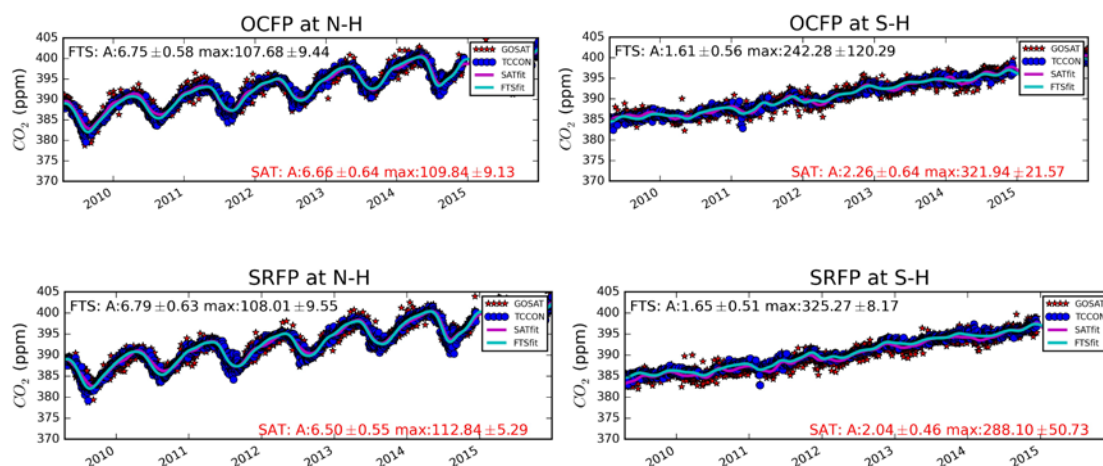 OCFP at N-H
FTS: A:6.75±0.58 max:107.68±9.44
GOSAT
TCCON
SATfit
FTSfit
CO₂ (ppm)
405
400
395
390
385
380
375
370
SAT: A:6.66±0.64 max:109.84±9.13
2010 2011 2012 2013 2014 2015
OCFP at S-H
FTS: A:1.61±0.56 max:242.28±120.29
GOSAT
TCCON
SATfit
FTSfit
CO₂ (ppm)
405
400
395
390
385
380
375
370
SAT: A:2.26±0.64 max:321.94±21.57
2010 2011 2012 2013 2014 2015
SRFP at N-H
FTS: A:6.79±0.63 max:108.01±9.55
GOSAT
TCCON
SATfit
FTSfit
CO₂ (ppm)
405
400
395
390
385
380
375
370
SAT: A:6.50±0.55 max:112.84±5.29
2010 2011 2012 2013 2014 2015
SRFP at S-H
FTS: A:1.65±0.51 max:325.27±8.17
GOSAT
TCCON
SATfit
FTSfit
CO₂ (ppm)
405
400
395
390
385
380
375
370
SAT: A:2.04±0.46 max:288.10±50.73
2010 2011 2012 2013 2014 2015